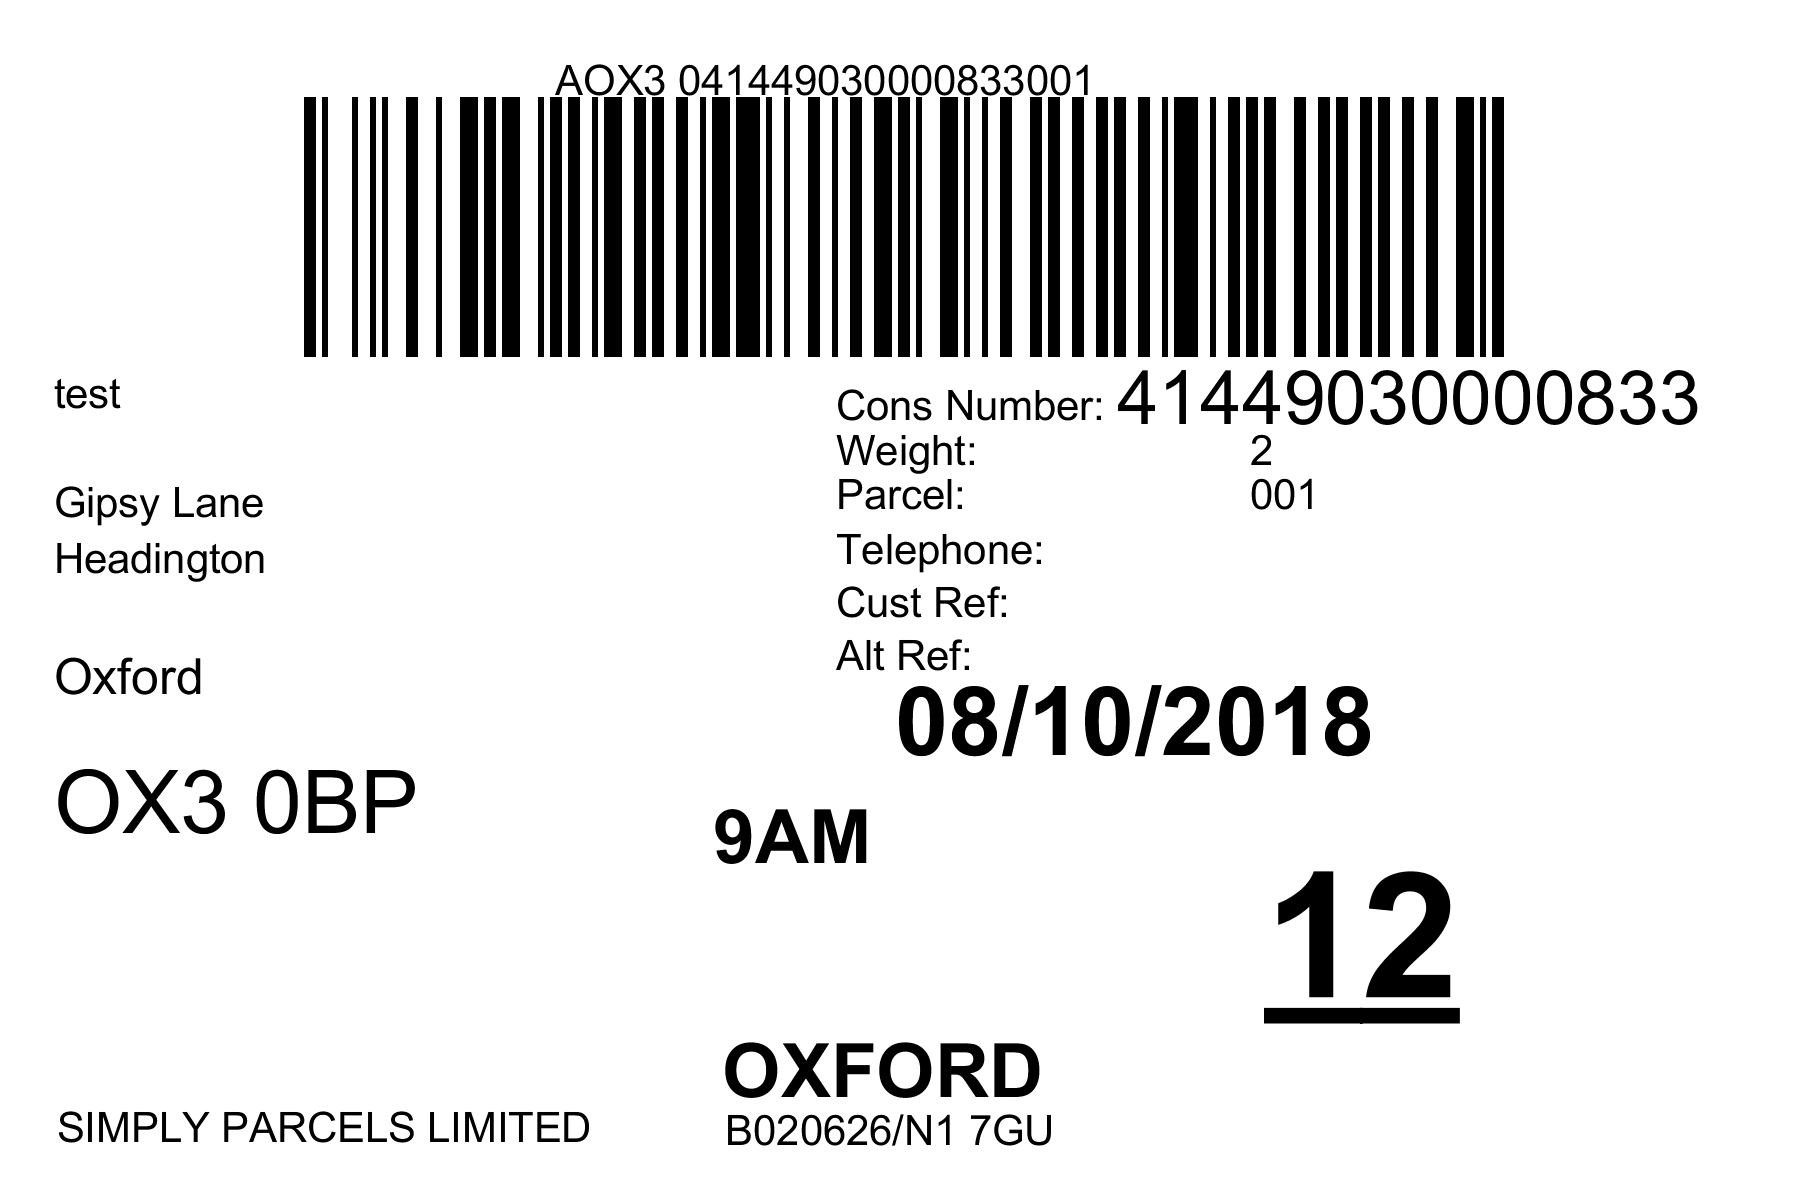 AOX3 041449030000833001
test
Gipsy Lane
Headington
Oxford
OX3 0BP
Cons Number: 41449030000833
Weight: 2
Parcel: 001
Telephone:
Cust Ref:
Alt Ref:
08/10/2018
9AM
12
OXFORD
SIMPLY PARCELS LIMITED
B020626/N1 7GU